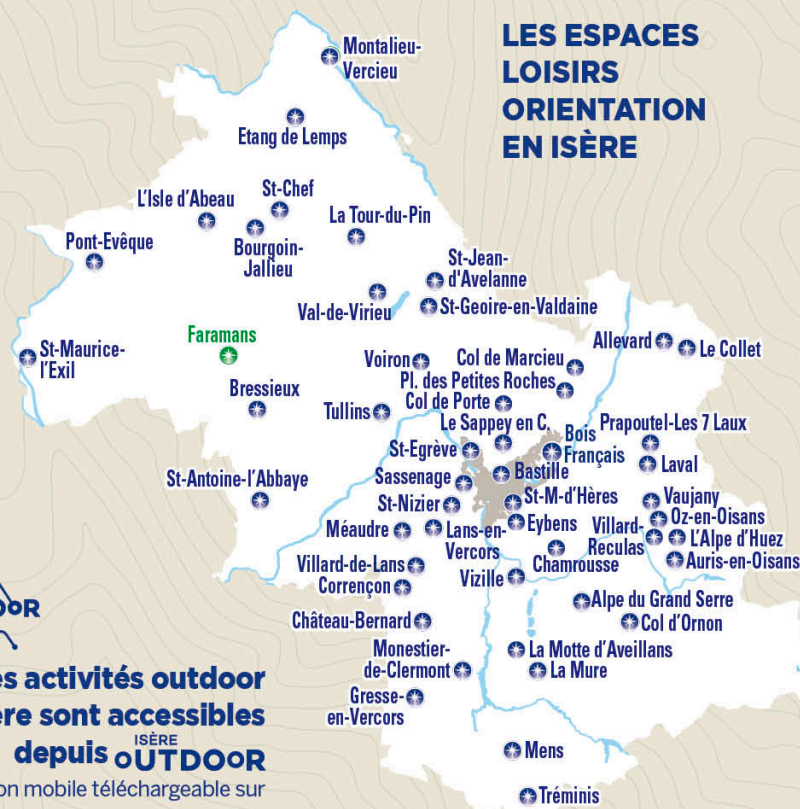 LES ESPACES
LOISIRS
ORIENTATION
EN ISÈRE
Montalieu-
Vercieu
Etang de Lemps
St-Chef
L'Isle d'Abeau
La Tour-du-Pin
Bourgoin-
Jallieu
Pont-Evêque
St-Jean-
d'Avelanne
Val-de-Virieu
St-Geoire-en-Valdaine
Faramans
St-Maurice-
l'Exil
Allevard
Le Collet
Voiron
Col de Marcieu
Pl. des Petites Roches
Bressieux
Tullins
Col de Porte
Le Sappey en C.
Prapoutel-Les 7 Laux
Bois
Français
St-Egrève
Laval
Bastille
Sassenage
St-Antoine-l'Abbaye
St-Nizier
St-M-d'Hères
Vaujany
Oz-en-Oisans
Méaudre
Lans-en-
Vercors
Eybens
Villard-
Reculas
L'Alpe d'Huez
Auris-en-Oisans
Chamrousse
Villard-de-Lans
Vizille
Corrençon
Alpe du Grand Serre
Château-Bernard
Col d'Ornon
Monestier-
de-Clermont
La Motte d'Aveillans
La Mure
Gresse-
en-Vercors
Mens
Tréminis
OOR
es activités outdoor
ère sont accessibles
depuis ISÈRE OUTDOOR
on mobile téléchargeable sur